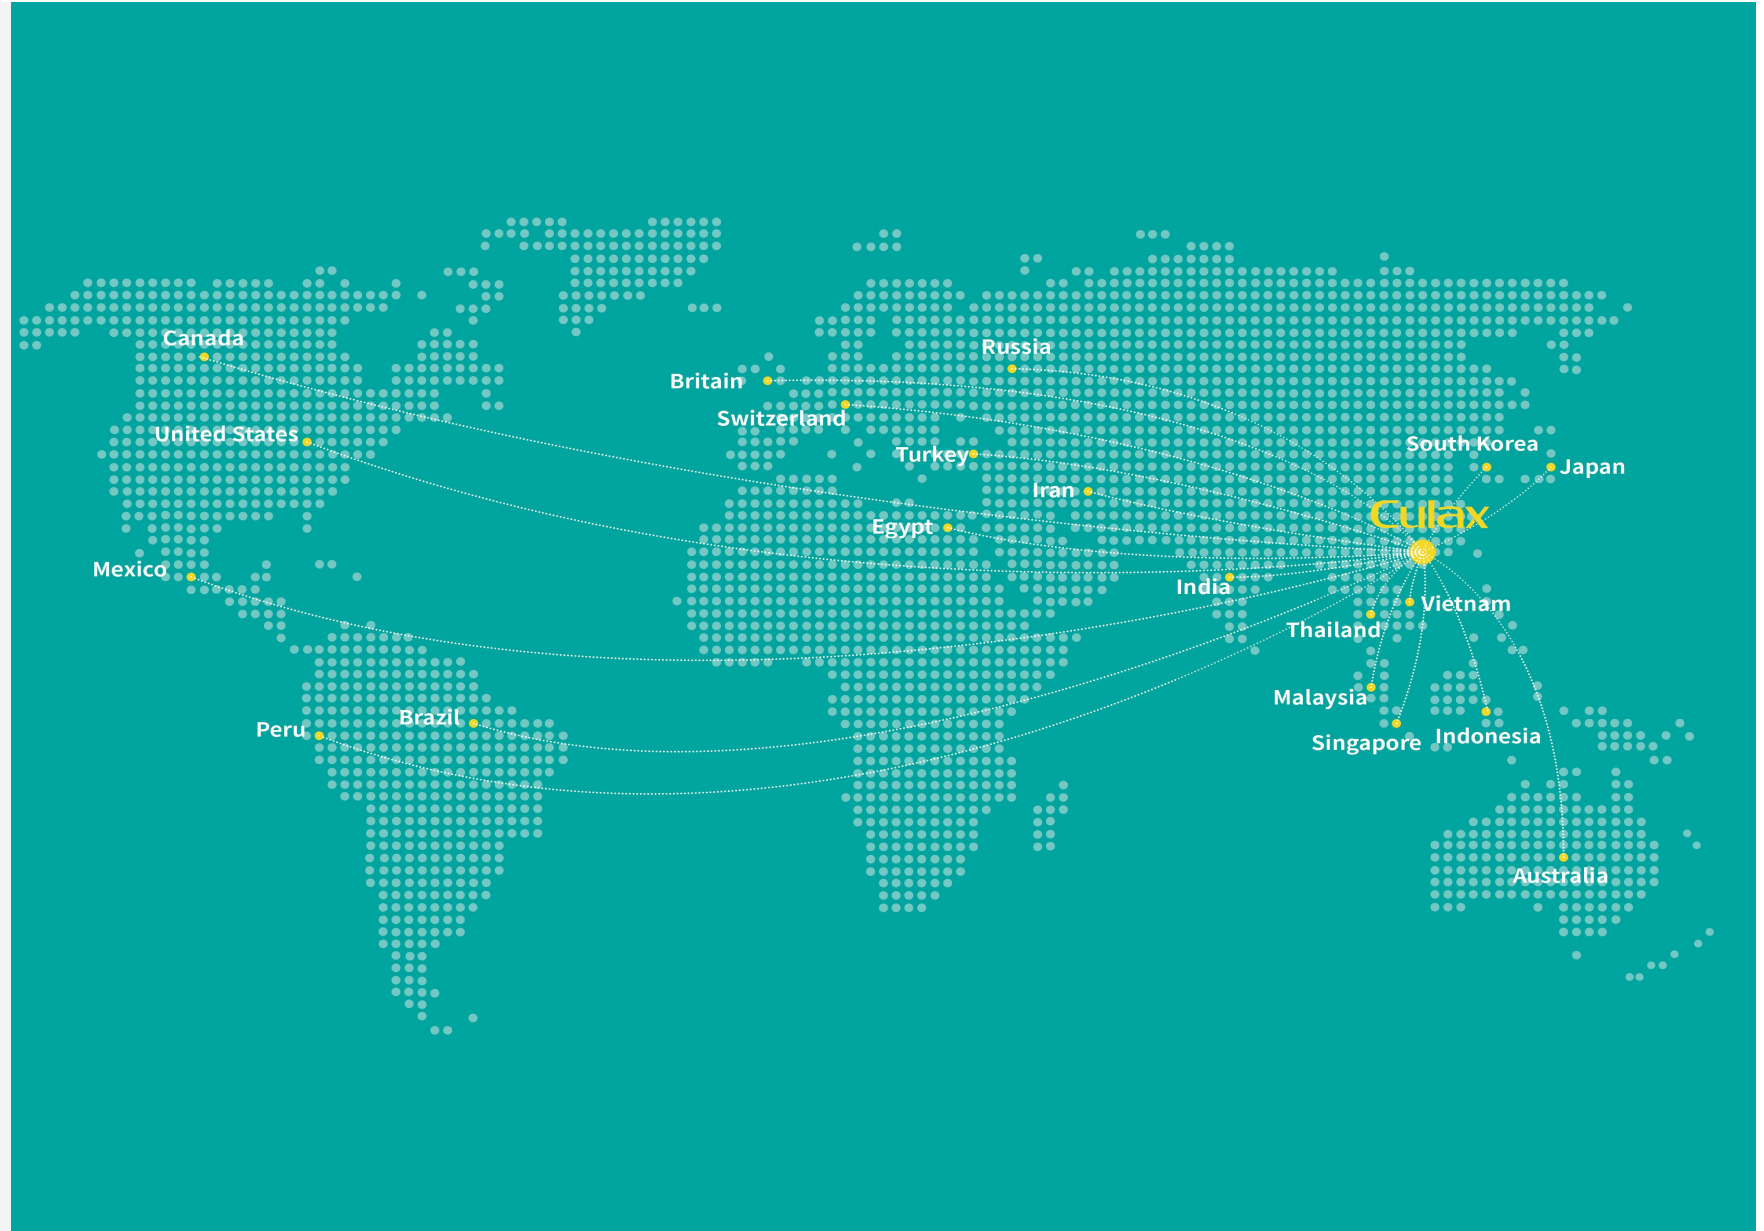 Canada
Russia
Britain
Switzerland
United States
South Korea
Turkey
Japan
Iran
Culax
Egypt
Mexico
India
Vietnam
Thailand
Malaysia
Brazil
Peru
Singapore
Indonesia
Australia